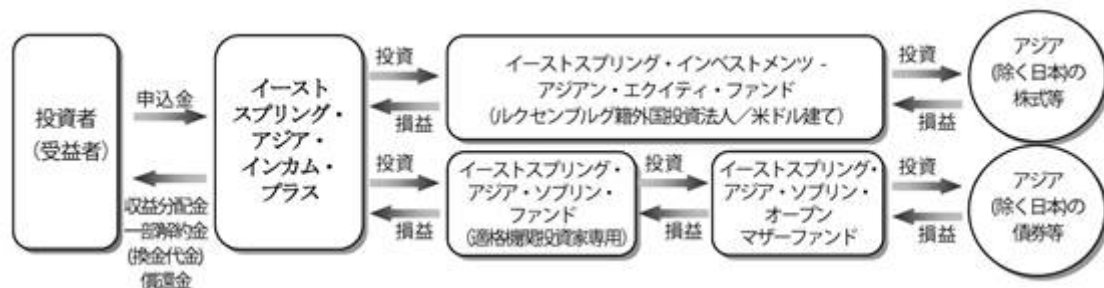 投資者
(受益者)
申込金
収益分配金
一部解約金
(換金代金)
償還金
イースト
スプリング・
アジア・
インカム・
プラス
投資
損益
イーストスプリング・インベストメンツ -
アジアン・エクイティ・ファンド
(ルクセンブルグ籍外国投資法人/米ドル建て)
投資
損益
アジア
(除く日本)の
株式等
投資
損益
イーストスプリング・
アジア・ソブリン・
ファンド
(適格機関投資家専用)
投資
損益
イーストスプリング・
アジア・ソブリン・
オープン
マザーファンド
投資
損益
アジア
(除く日本)の
債券等